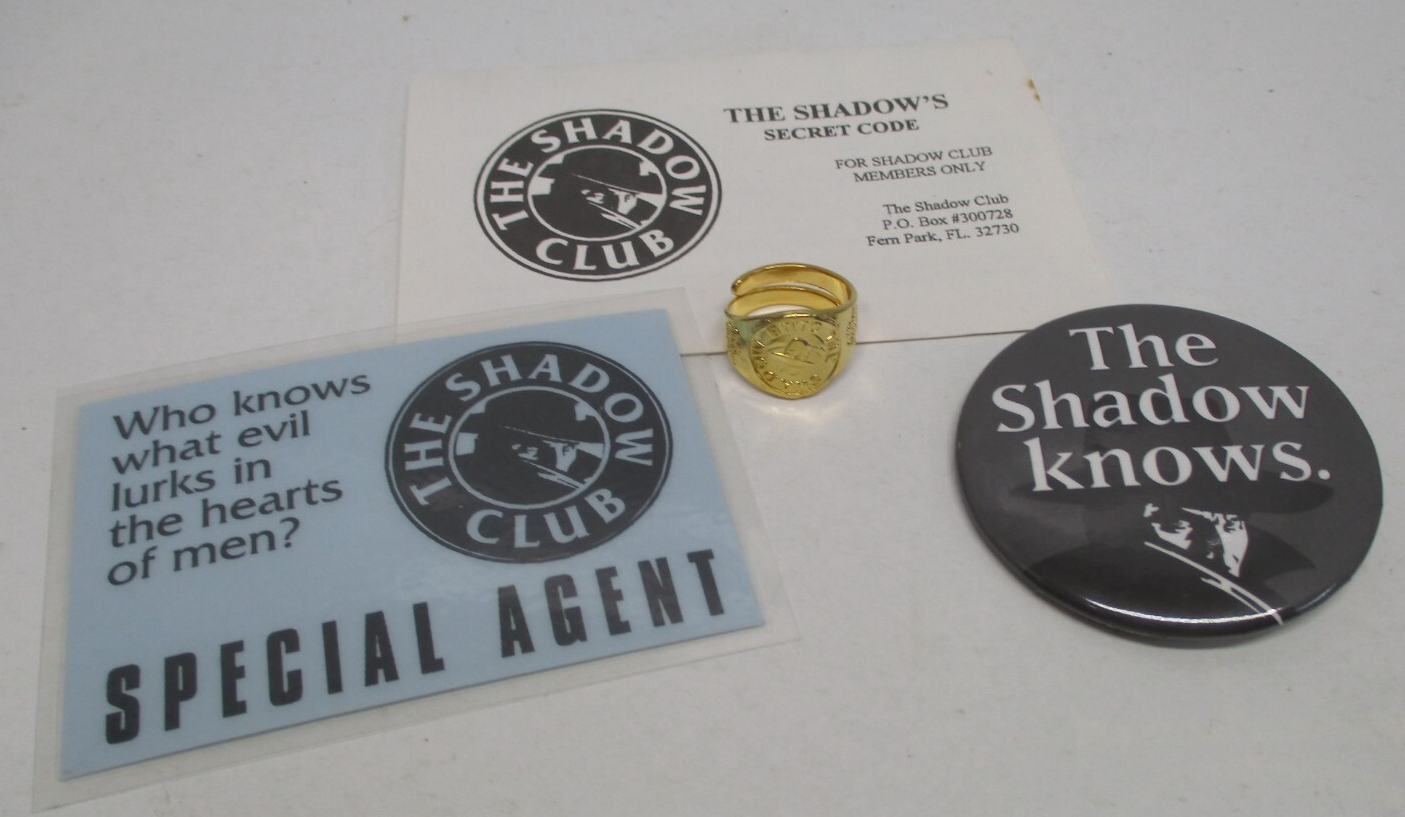 THE SHADOW
CLUB
THE SHADOW'S
SECRET CODE
FOR SHADOW CLUB
MEMBERS ONLY
The Shadow Club
P.O. Box #300728
Fern Park, FL. 32730
Who knows
what evil
lurks in
the hearts
of men?
THE SHADOW
CLUB
SPECIAL AGENT
The
Shadow
knows.